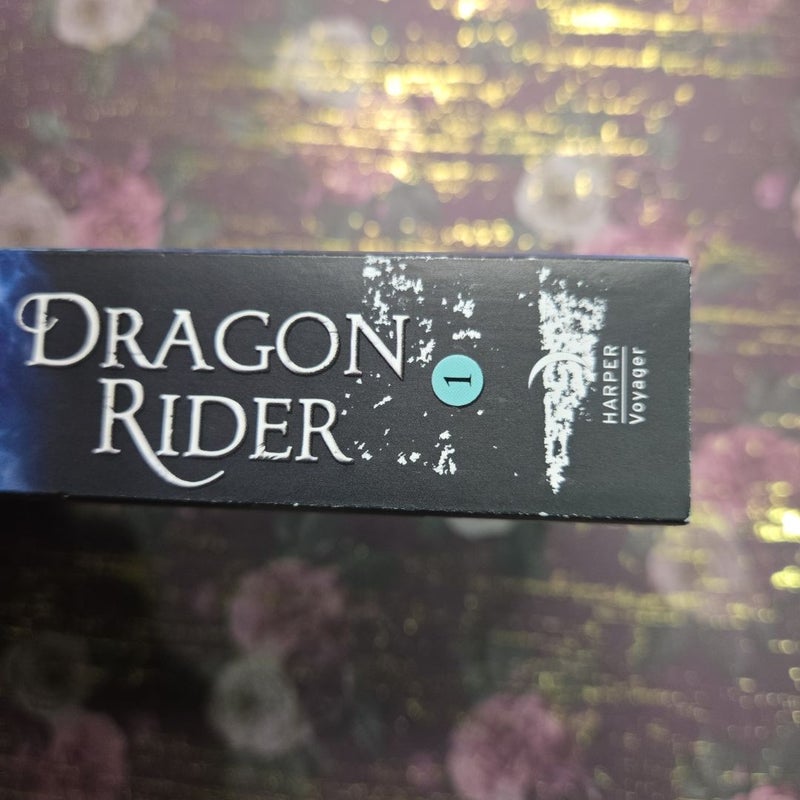 DRAGON
RIDER
1
HARPER
Voyager